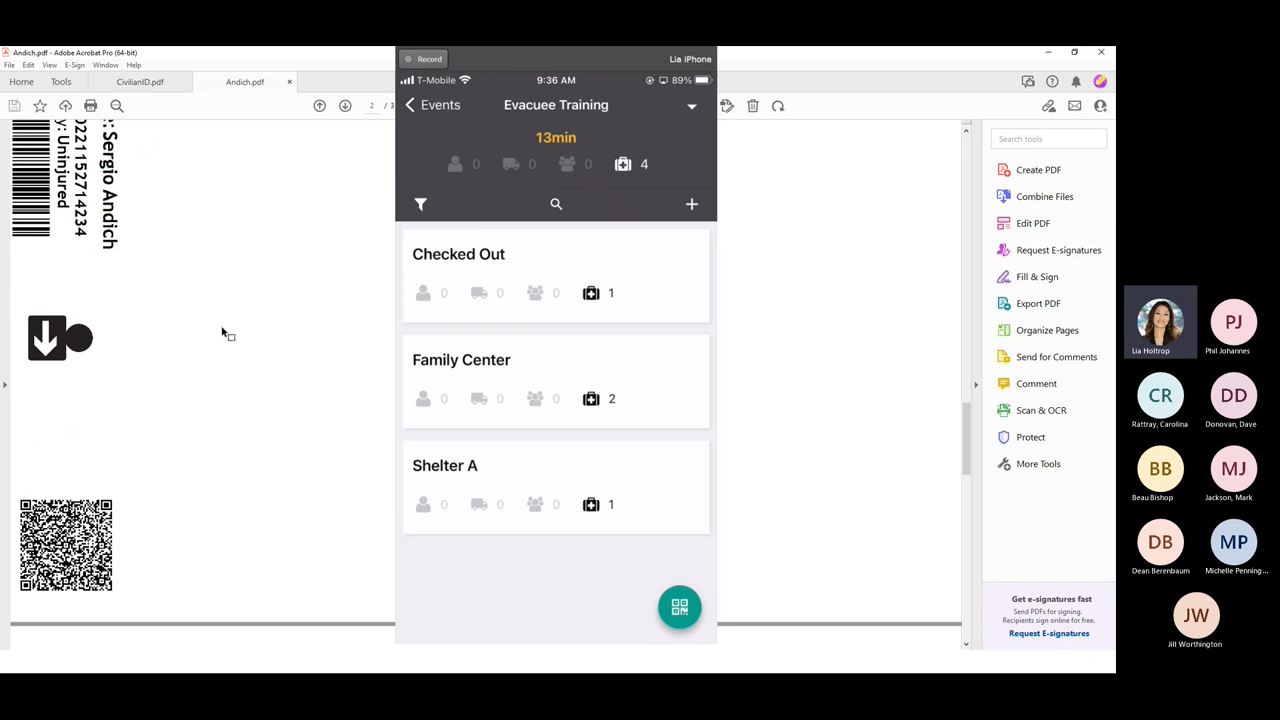 Andich.pdf - Adobe Acrobat Pro (64-bit)
File Edit View E-Sign Window Help
Home Tools CivilianID.pdf Andich.pdf ×
2 / 3
: Sergio Andich
0221152714234
y: Uninjured
Record Lia iPhone
T-Mobile 9:36 AM 89%
Events Evacuee Training
13min
0 0 0 4
Checked Out
0 0 0 1
Family Center
0 0 0 2
Shelter A
0 0 0 1
Search tools
Create PDF
Combine Files
Edit PDF
Request E-signatures
Fill & Sign
Export PDF
Organize Pages
Send for Comments
Comment
Scan & OCR
Protect
More Tools
Get e-signatures fast
Send PDFs for signing.
Recipients sign online for free.
Request E-signatures
Lia Holtrop
PJ
Phil Johannes
CR
Rattray, Carolina
DD
Donovan, Dave
BB
Beau Bishop
MJ
Jackson, Mark
DB
Dean Berenbaum
MP
Michelle Penning...
JW
Jill Worthington